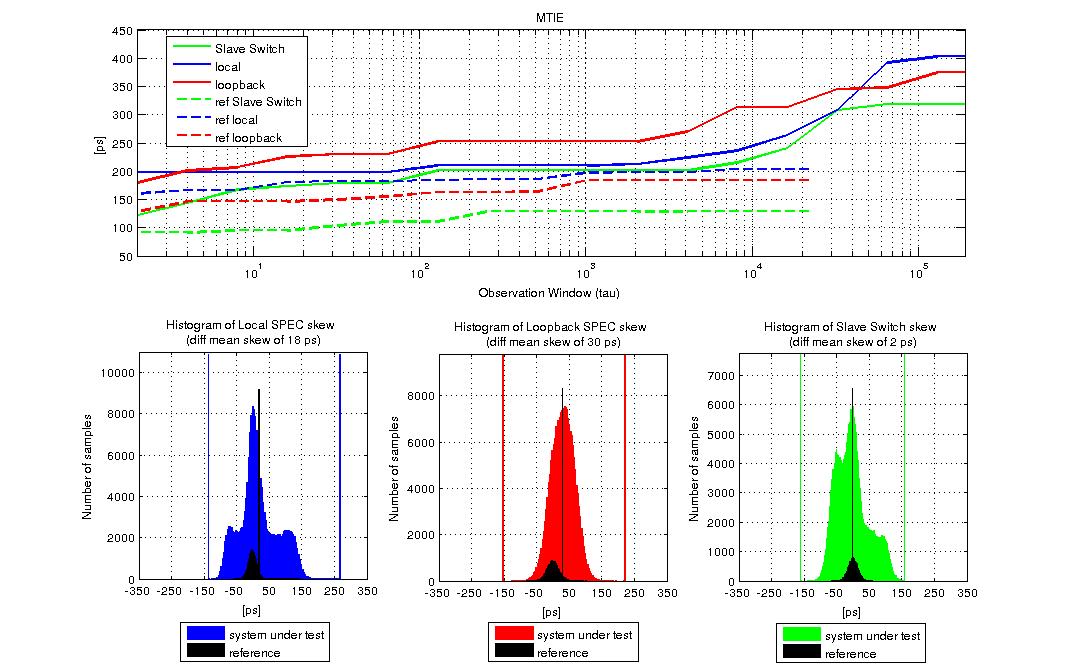 MTIE
450
400
350
300
250
200
150
100
50
[ps]
Slave Switch
local
loopback
ref Slave Switch
ref local
ref loopback
10^1
10^2
10^3
10^4
10^5
Observation Window (tau)
Histogram of Local SPEC skew
(diff mean skew of 18 ps)
10000
8000
6000
4000
2000
0
Number of samples
-350 -250 -150 -50 50 150 250 350
[ps]
system under test
reference
Histogram of Loopback SPEC skew
(diff mean skew of 30 ps)
8000
6000
4000
2000
0
Number of samples
-350 -250 -150 -50 50 150 250 350
[ps]
system under test
reference
Histogram of Slave Switch skew
(diff mean skew of 2 ps)
7000
6000
5000
4000
3000
2000
1000
0
Number of samples
-350 -250 -150 -50 50 150 250 350
[ps]
system under test
reference